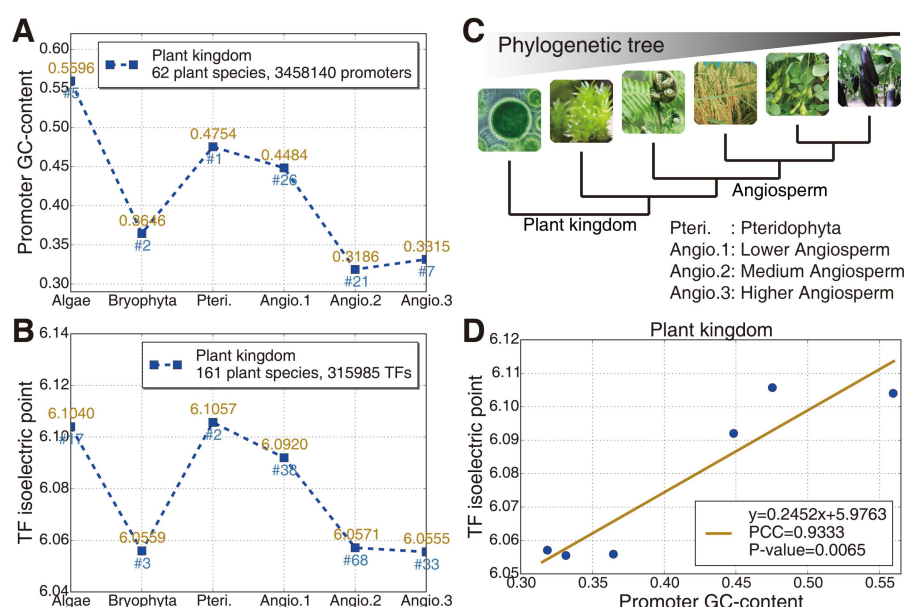 A
Promoter GC-content
0.60
0.55
0.50
0.45
0.40
0.35
0.30
Plant kingdom
62 plant species, 3458140 promoters
0.5596
#5
0.3646
#2
0.4754
#1
0.4484
#26
0.3186
#21
0.3315
#7
Algae Bryophyta Pteri. Angio.1 Angio.2 Angio.3
B
TF isoelectric point
6.14
6.12
6.10
6.08
6.06
6.04
Plant kingdom
161 plant species, 315985 TFs
6.1040
#17
6.0559
#3
6.1057
#2
6.0920
#38
6.0571
#68
6.0555
#33
Algae Bryophyta Pteri. Angio.1 Angio.2 Angio.3
C
Phylogenetic tree
Angiosperm
Plant kingdom
Pteri. : Pteridophyta
Angio.1: Lower Angiosperm
Angio.2: Medium Angiosperm
Angio.3: Higher Angiosperm
D
Plant kingdom
TF isoelectric point
6.12
6.11
6.10
6.09
6.08
6.07
6.06
6.05
y=0.2452x+5.9763
PCC=0.9333
P-value=0.0065
0.30 0.35 0.40 0.45 0.50 0.55
Promoter GC-content